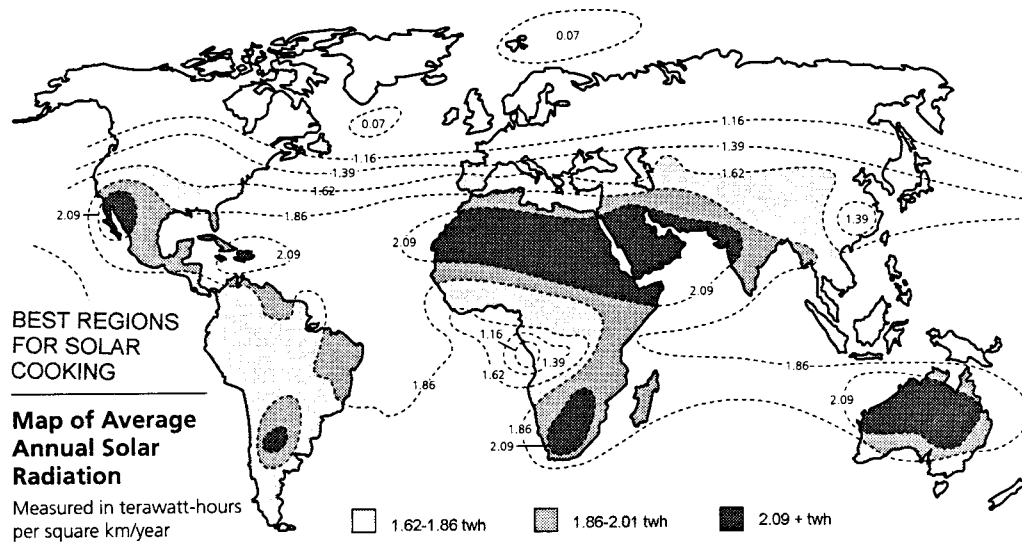 0.07
0.07
1.16
1.16
1.39
1.39
1.62
1.62
1.86
2.09
2.09
2.09
1.39
2.09
1.16
1.39
1.62
1.86
1.86
2.09
1.86
2.09
BEST REGIONS
FOR SOLAR
COOKING
Map of Average
Annual Solar
Radiation
Measured in terawatt-hours
per square km/year
1.62-1.86 twh
1.86-2.01 twh
2.09 + twh